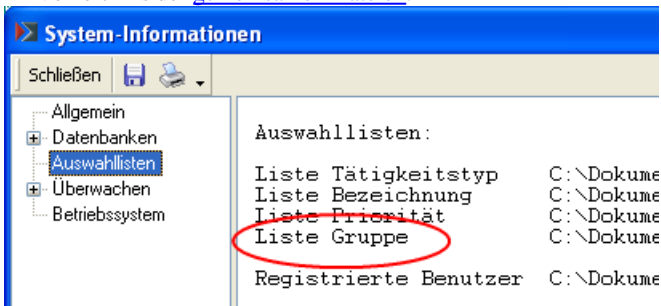 System-Informationen
Schließen
Allgemein
Datenbanken
Auswahllisten
Überwachen
Betriebssystem
Auswahllisten:
Liste Tätigkeitstyp C:\Dokume
Liste Bezeichnung C:\Dokume
Liste Priorität C:\Dokume
Liste Gruppe C:\Dokume
Registrierte Benutzer C:\Dokume